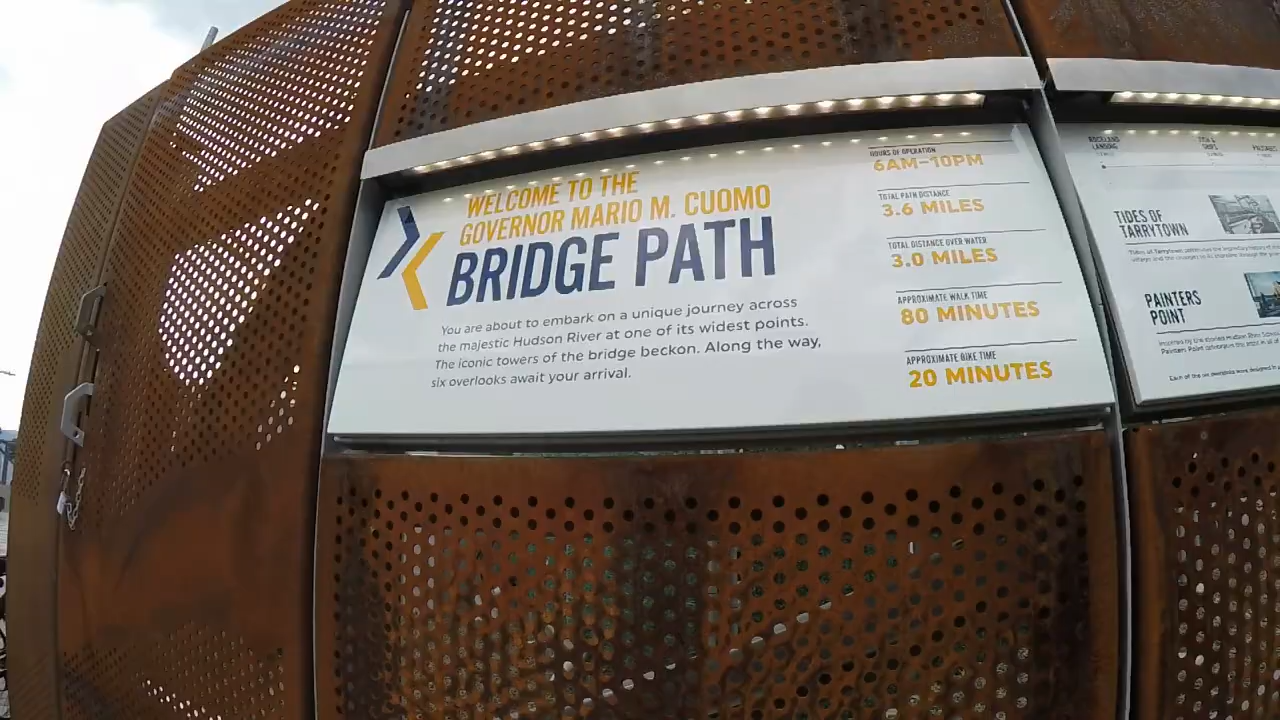 WELCOME TO THE
GOVERNOR MARIO M. CUOMO
BRIDGE PATH
You are about to embark on a unique journey across
the majestic Hudson River at one of its widest points.
The iconic towers of the bridge beckon. Along the way,
six overlooks await your arrival.
HOURS OF OPERATION
6AM–10PM
TOTAL PATH DISTANCE
3.6 MILES
TOTAL DISTANCE OVER WATER
3.0 MILES
APPROXIMATE WALK TIME
80 MINUTES
APPROXIMATE BIKE TIME
20 MINUTES
ROCKLAND
LANDING
TIDES OF
TARRYTOWN
PAINTERS
POINT